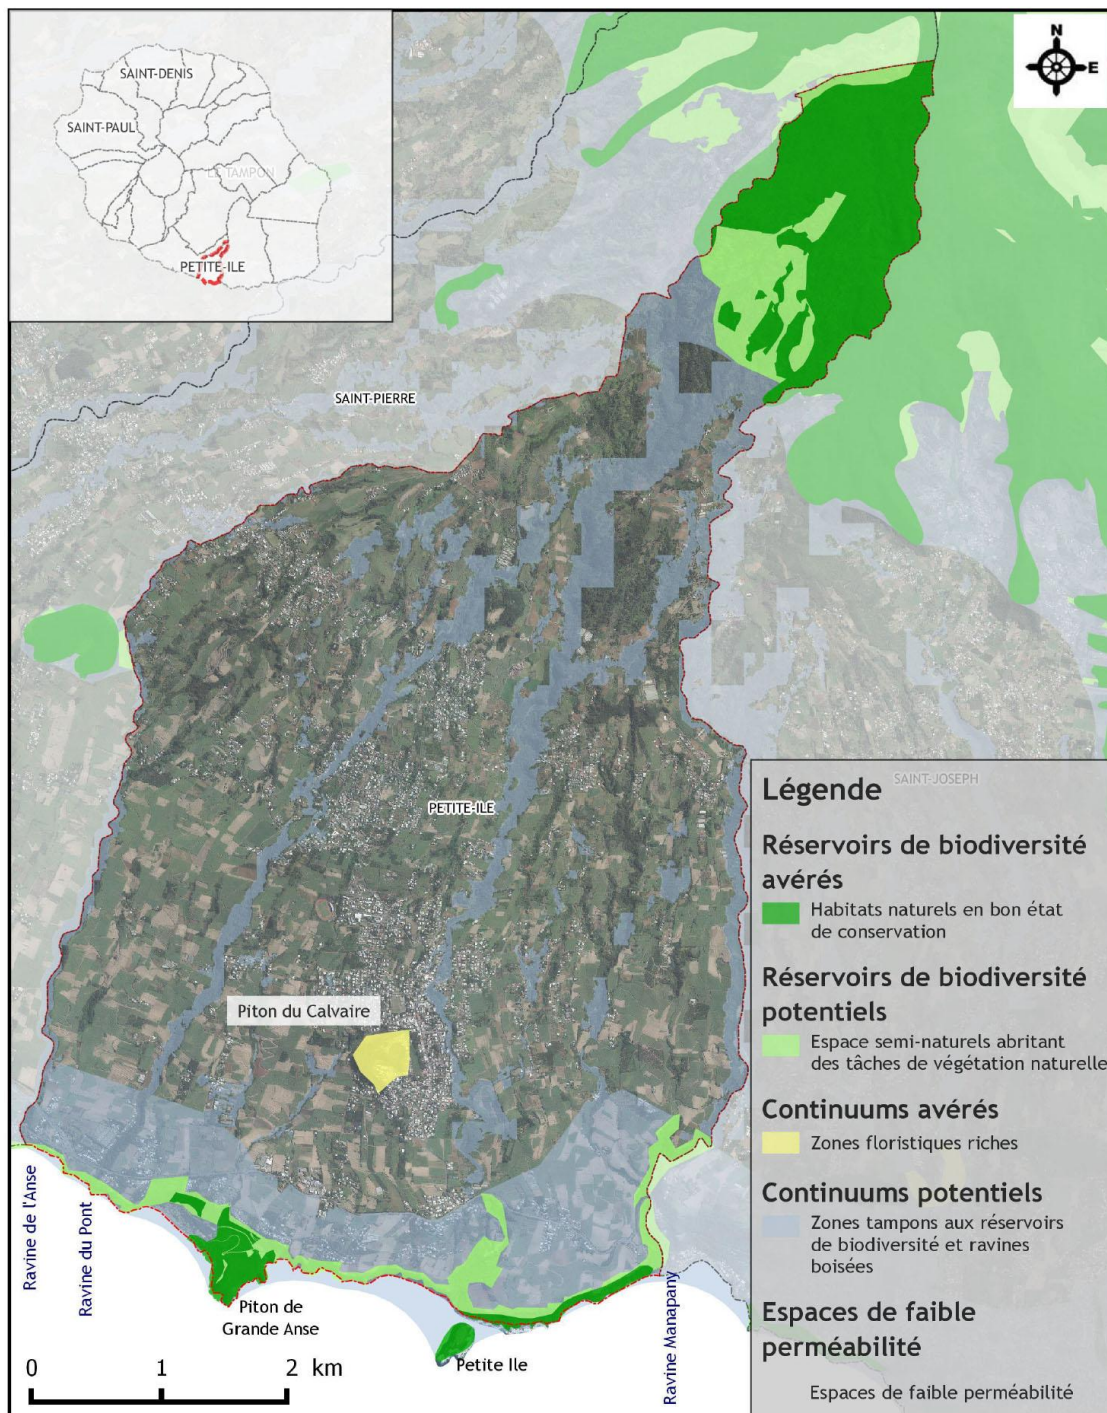 SAINT-DENIS
SAINT-PAUL
LE TAMPON
PETITE-ILE
N
E
SAINT-PIERRE
PETITE-ILE
SAINT-JOSEPH
Piton du Calvaire
Ravine de l'Anse
Ravine du Pont
Piton de
Grande Anse
Petite Ile
Ravine Manapany
0 1 2 km
Légende
Réservoirs de biodiversité
avérés
Habitats naturels en bon état
de conservation
Réservoirs de biodiversité
potentiels
Espace semi-naturels abritant
des tâches de végétation naturelle
Continuums avérés
Zones floristiques riches
Continuums potentiels
Zones tampons aux réservoirs
de biodiversité et ravines
boisées
Espaces de faible
perméabilité
Espaces de faible perméabilité